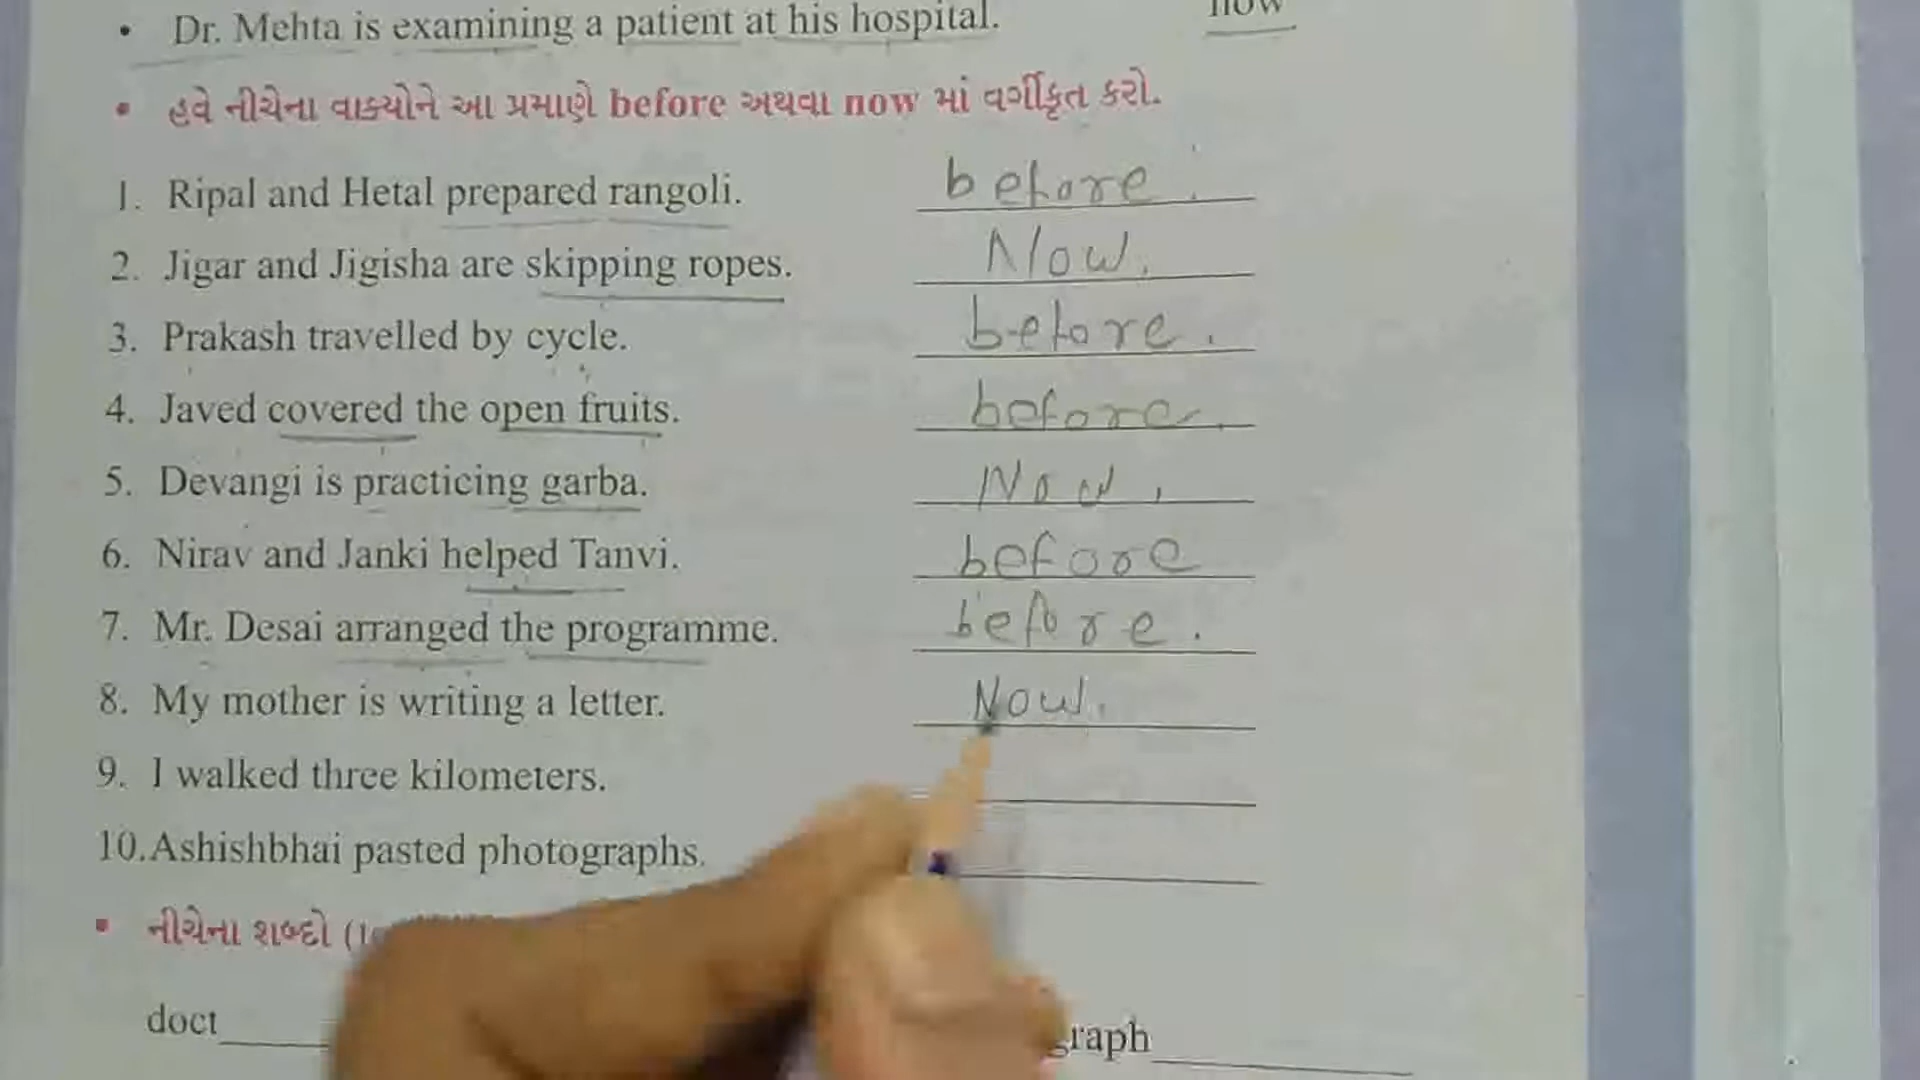 • Dr. Mehta is examining a patient at his hospital. now
• હવે નીચેના વાક્યોને આ પ્રમાણે before અથવા now માં વર્ગીકૃત કરો.
1. Ripal and Hetal prepared rangoli. before.
2. Jigar and Jigisha are skipping ropes. Now.
3. Prakash travelled by cycle. before.
4. Javed covered the open fruits. before.
5. Devangi is practicing garba. Now.
6. Nirav and Janki helped Tanvi. before
7. Mr. Desai arranged the programme. before.
8. My mother is writing a letter. Now.
9. I walked three kilometers.
10. Ashishbhai pasted photographs.
• નીચેના શબ્દો
doct graph